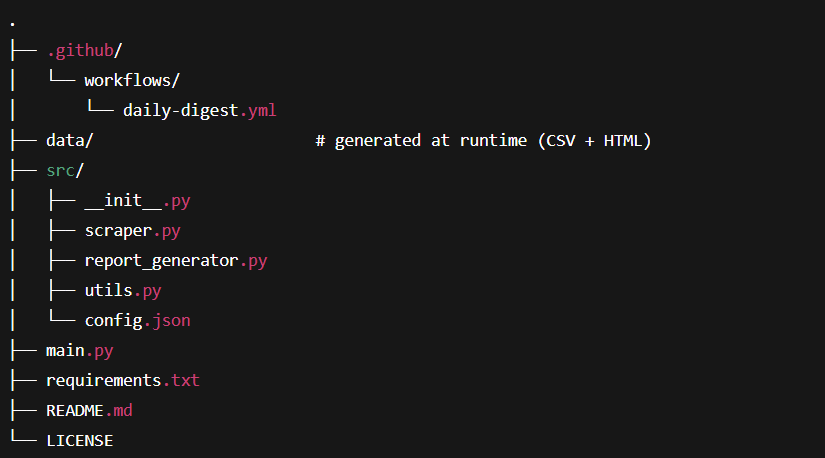 .
├── .github/
│   └── workflows/
│       └── daily-digest.yml
├── data/                       # generated at runtime (CSV + HTML)
├── src/
│   ├── __init__.py
│   ├── scraper.py
│   ├── report_generator.py
│   ├── utils.py
│   └── config.json
├── main.py
├── requirements.txt
├── README.md
└── LICENSE